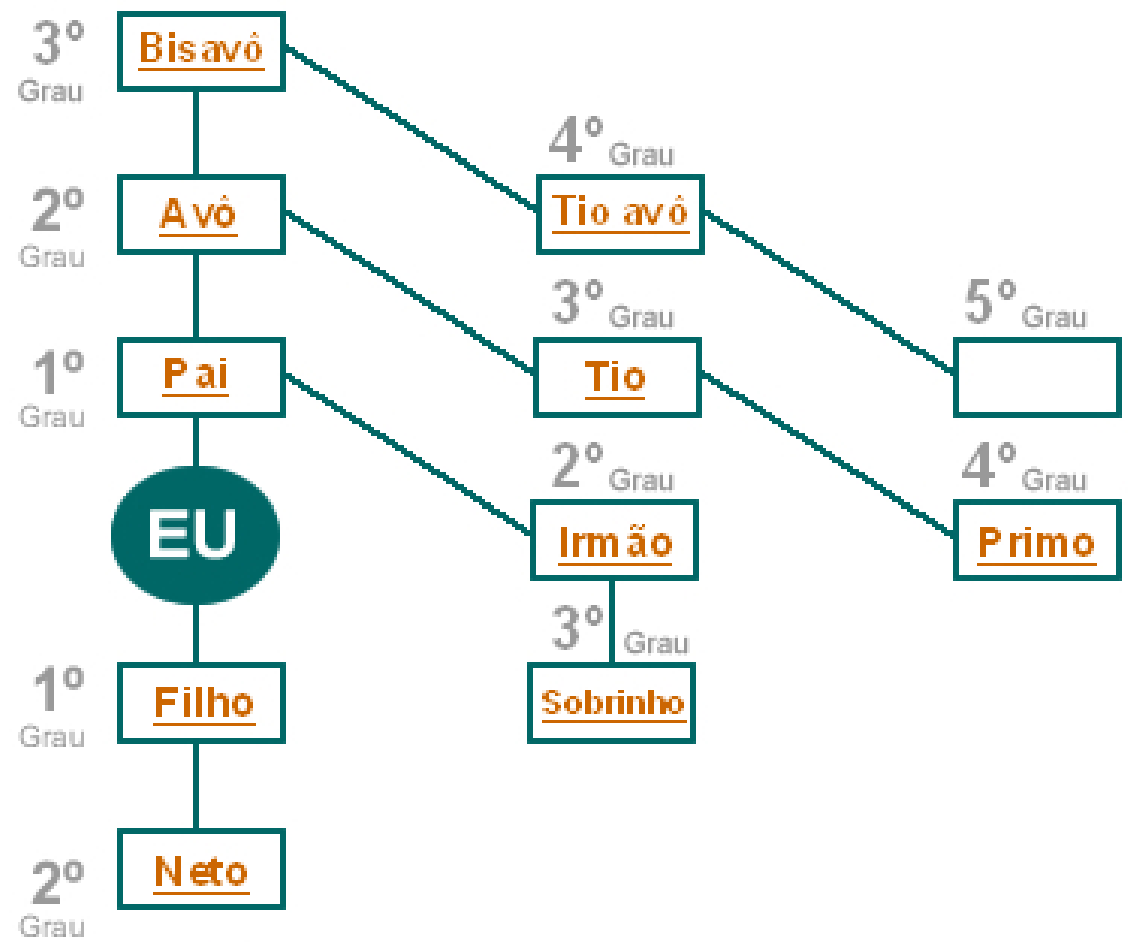 3º
Grau
Bisavô
4º Grau
2º
Grau
Avô
Tio avô
3º Grau
5º Grau
1º
Grau
Pai
Tio
2º Grau
4º Grau
EU
Irmão
Primo
3º Grau
1º
Grau
Filho
Sobrinho
2º
Grau
Neto